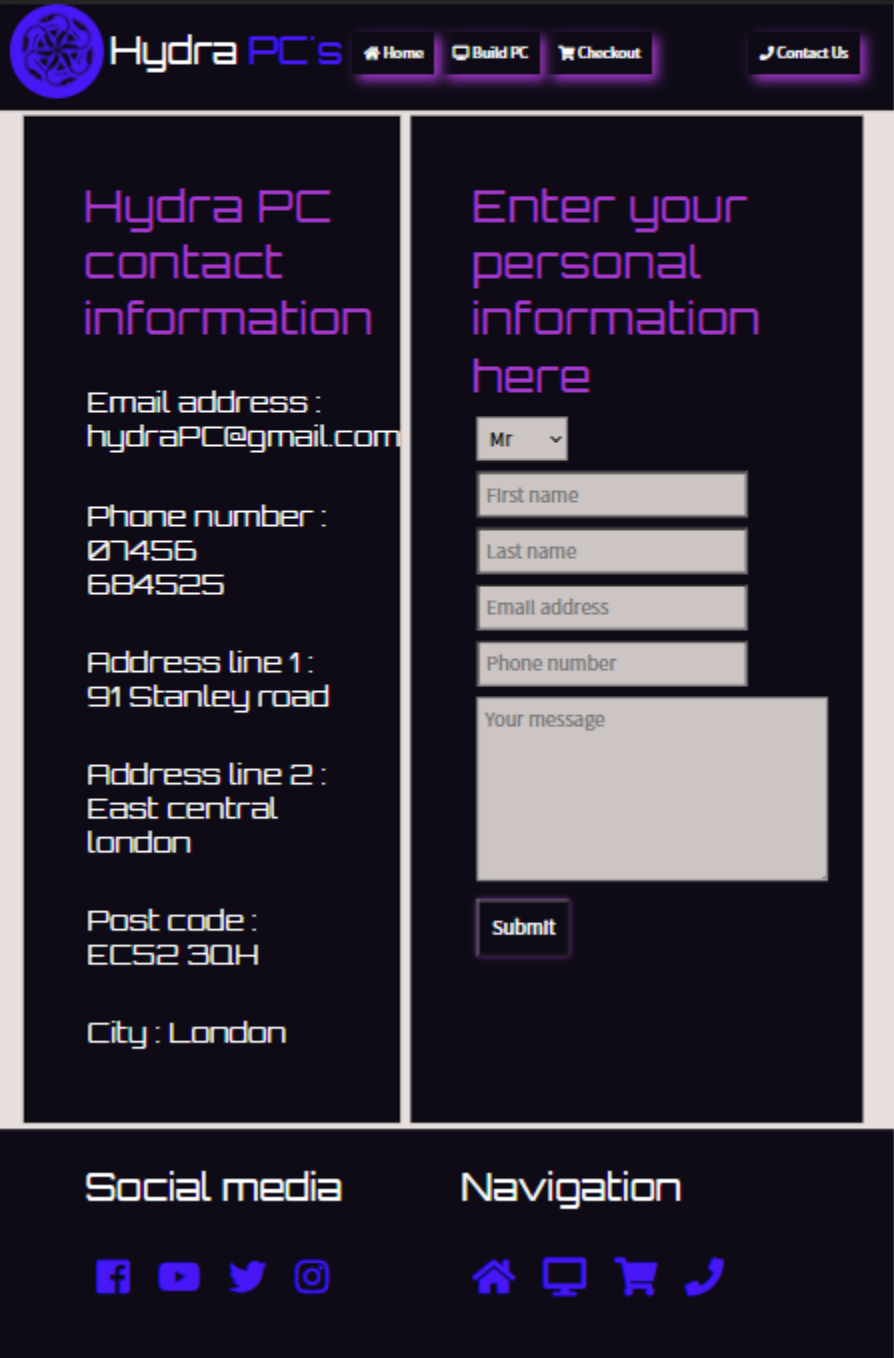 Hydra PC's
Home
Build PC
Checkout
Contact Us
Hydra PC
contact
information
Email address :
hydraPC@gmail.com
Phone number :
07456
684525
Address line 1 :
91 Stanley road
Address line 2 :
East central
london
Post code :
EC52 3QH
City : London
Enter your
personal
information
here
Mr
First name
Last name
Email address
Phone number
Your message
Submit
Social media
Navigation